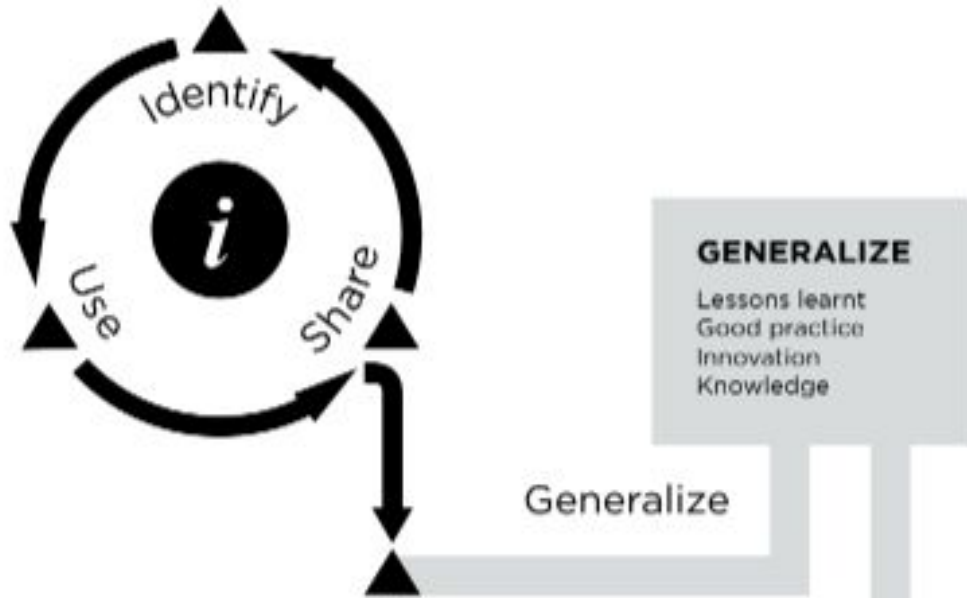 Identify
i
Use
Share
GENERALIZE
Lessons learnt
Good practice
Innovation
Knowledge
Generalize